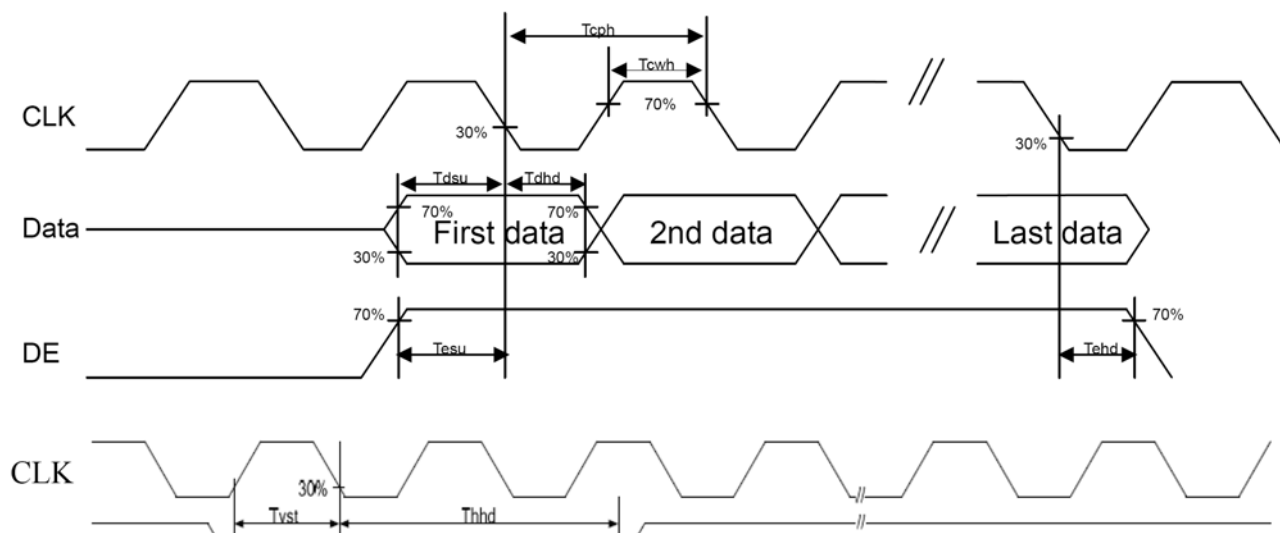 Tcph
Tcwh
CLK
70%
30%
30%
Tdsu
Tdhd
70%
70%
Data
First data
2nd data
//
Last data
30%
30%
70%
70%
DE
Tesu
Tehd
CLK
30%
//
Tvst
Thhd
//